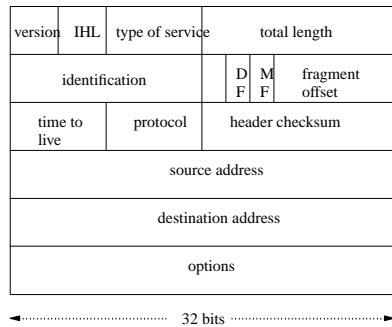 version IHL type of service total length
identification D F M F fragment offset
time to live protocol header checksum
source address
destination address
options
32 bits